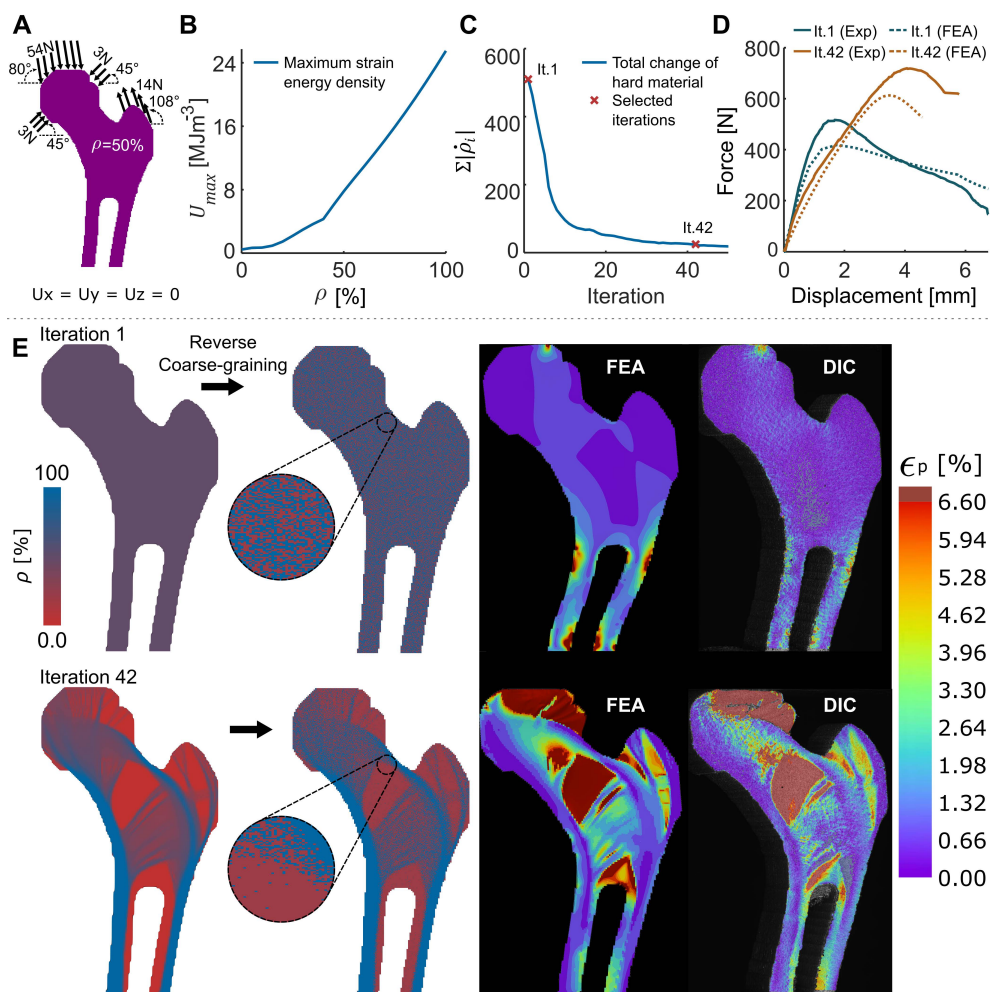 A
54N
3N
80°
45°
14N
108°
3N
45°
ρ=50%
Ux = Uy = Uz = 0
B
24
16
8
0
U_max [MJm⁻³]
Maximum strain
energy density
0
50
100
ρ [%]
C
600
400
200
0
Σ|ρ̇ᵢ|
It.1
Total change of
hard material
Selected
iterations
It.42
0
20
40
Iteration
D
It.1 (Exp)
It.1 (FEA)
It.42 (Exp)
It.42 (FEA)
800
600
400
200
0
Force [N]
0
2
4
6
Displacement [mm]
E
Iteration 1
Reverse
Coarse-graining
100
ρ [%]
0.0
FEA
DIC
Iteration 42
FEA
DIC
ϵp [%]
6.60
5.94
5.28
4.62
3.96
3.30
2.64
1.98
1.32
0.66
0.00